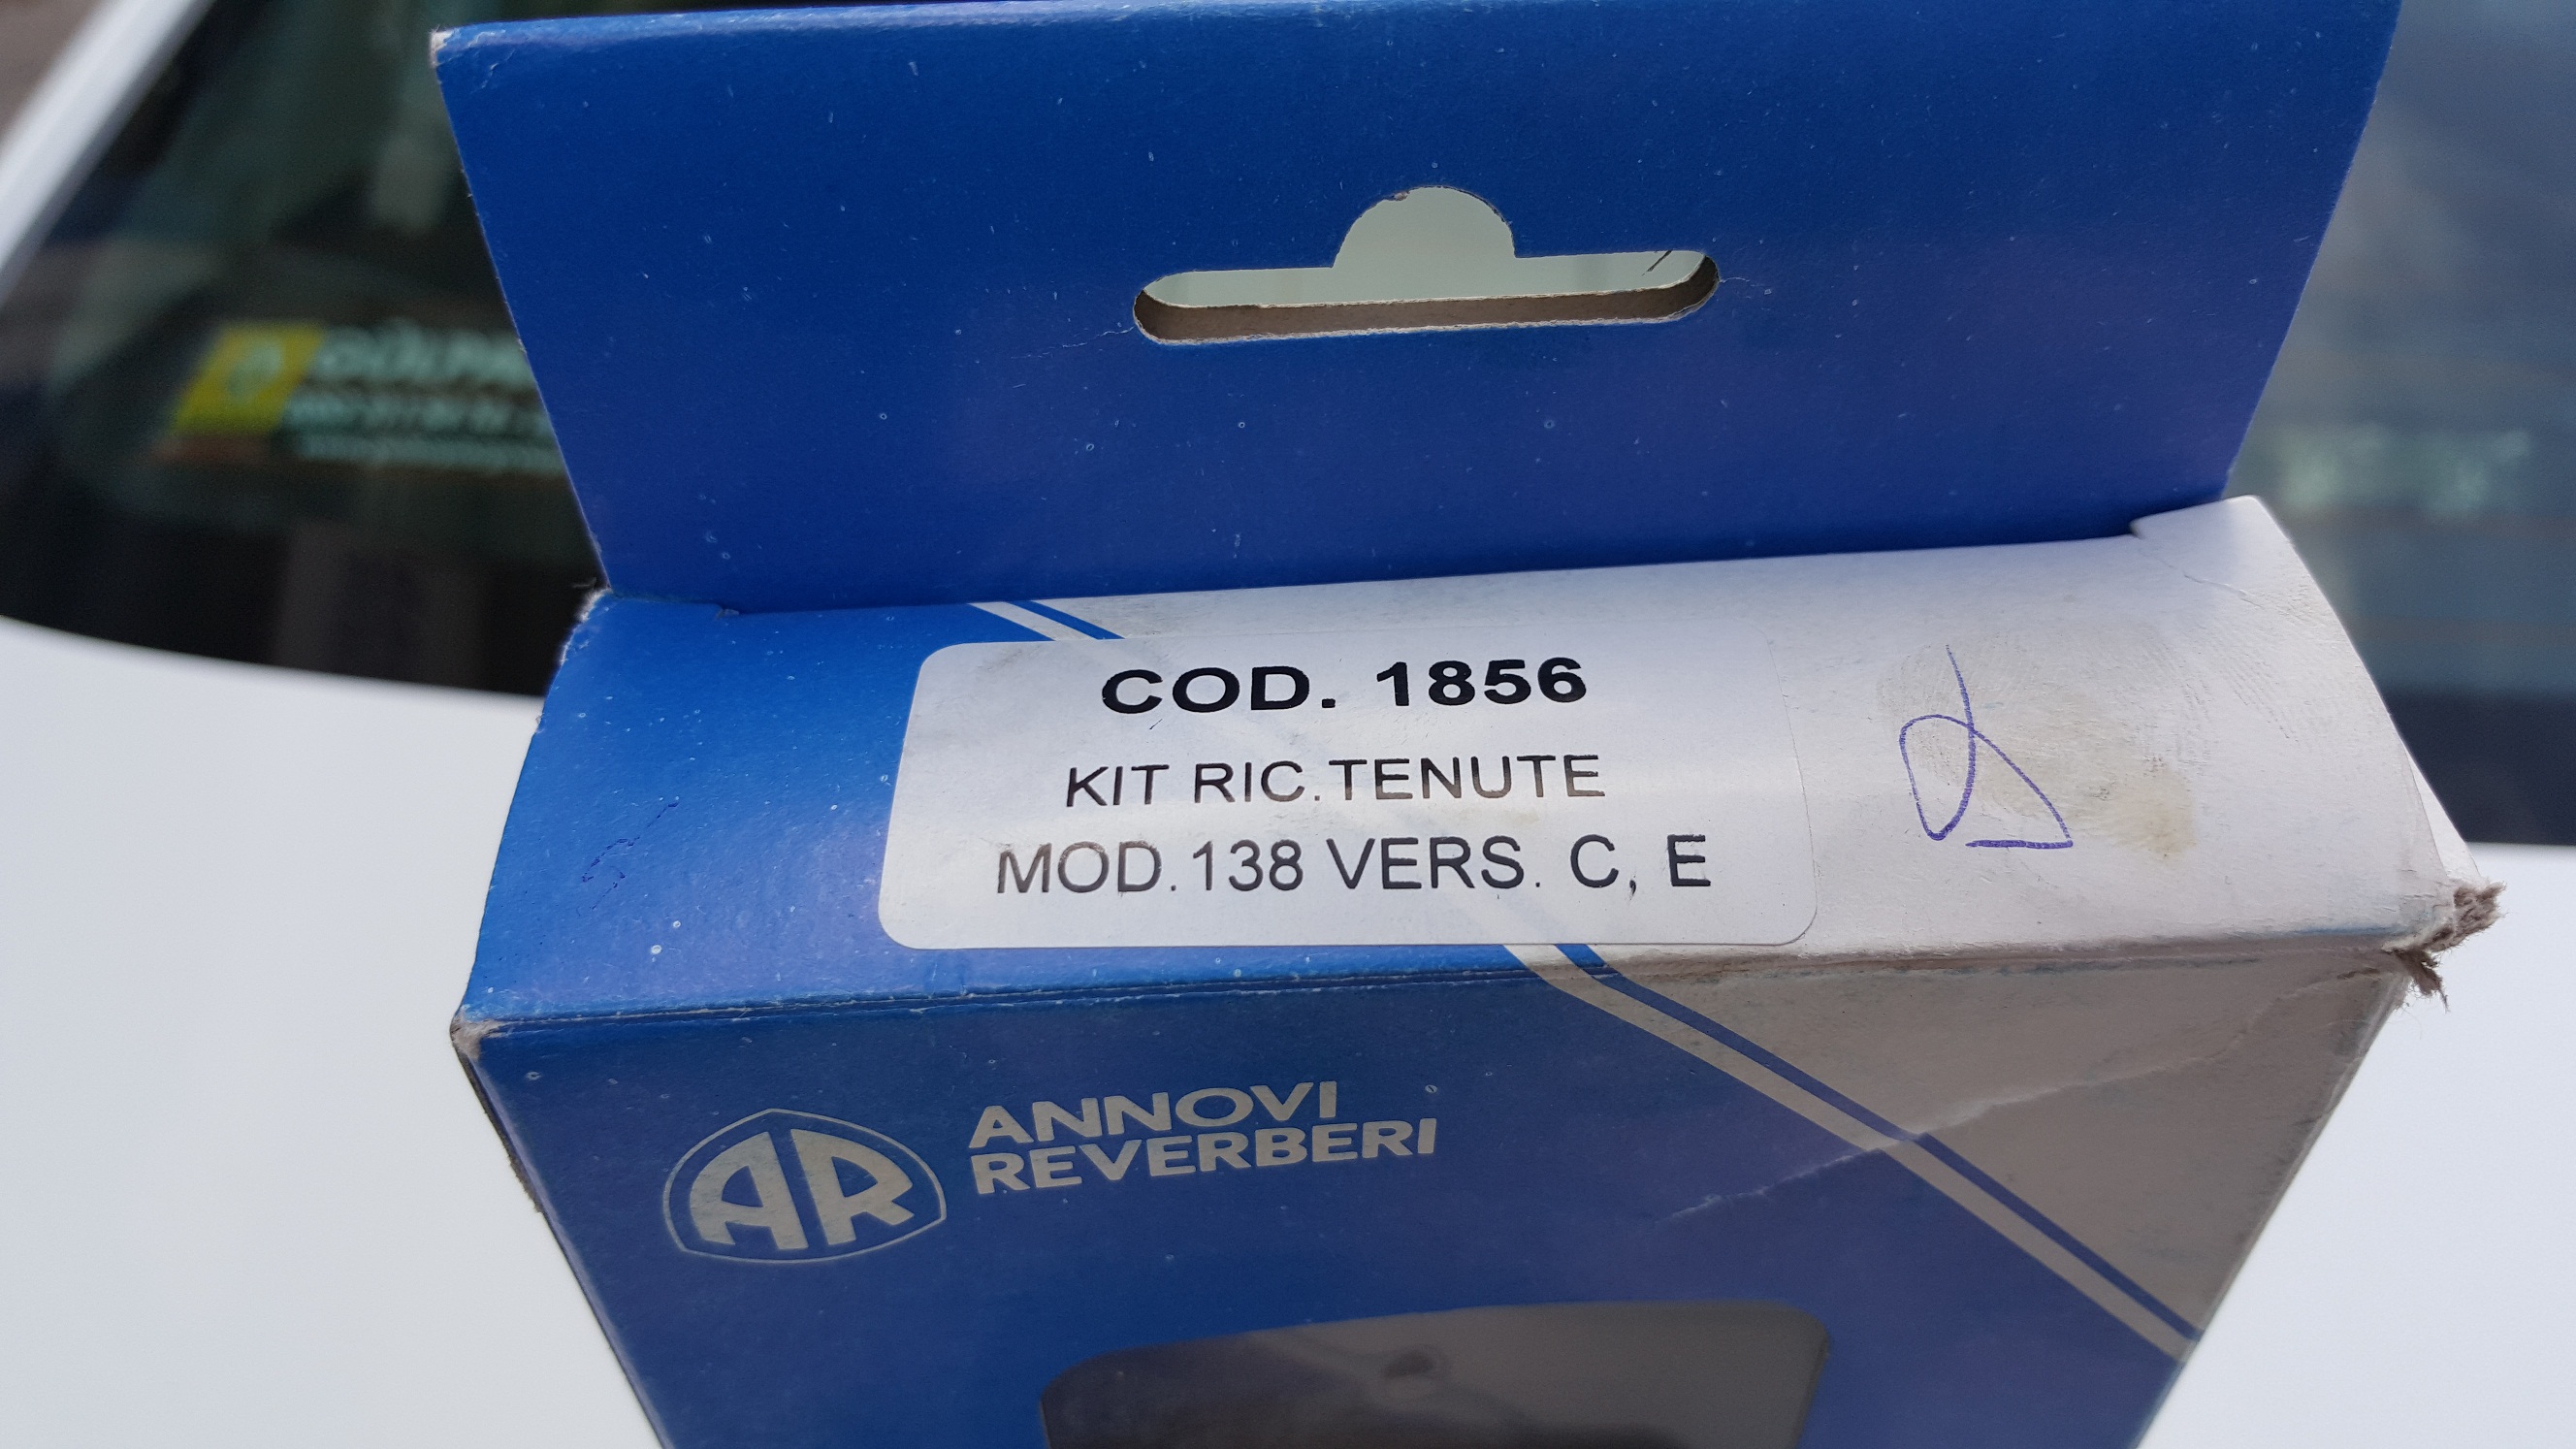 COD. 1856
KIT RIC.TENUTE
MOD.138 VERS. C, E
AR
ANNOVI
REVERBERI